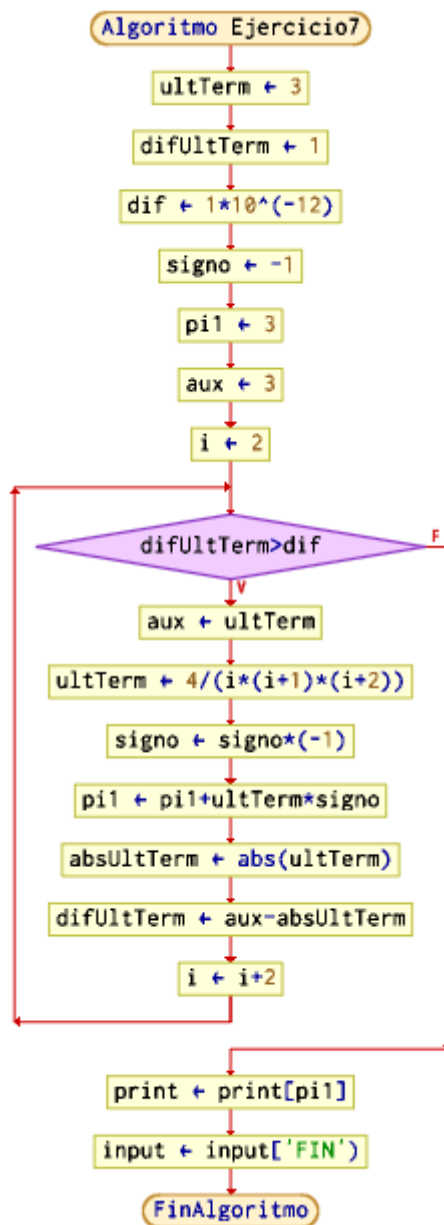 Algoritmo Ejercicio7
ultTerm ← 3
difUltTerm ← 1
dif ← 1*10^(-12)
signo ← -1
pi1 ← 3
aux ← 3
i ← 2
difUltTerm>dif
F
V
aux ← ultTerm
ultTerm ← 4/(i*(i+1)*(i+2))
signo ← signo*(-1)
pi1 ← pi1+ultTerm*signo
absUltTerm ← abs(ultTerm)
difUltTerm ← aux-absUltTerm
i ← i+2
print ← print[pi1]
input ← input['FIN')
FinAlgoritmo